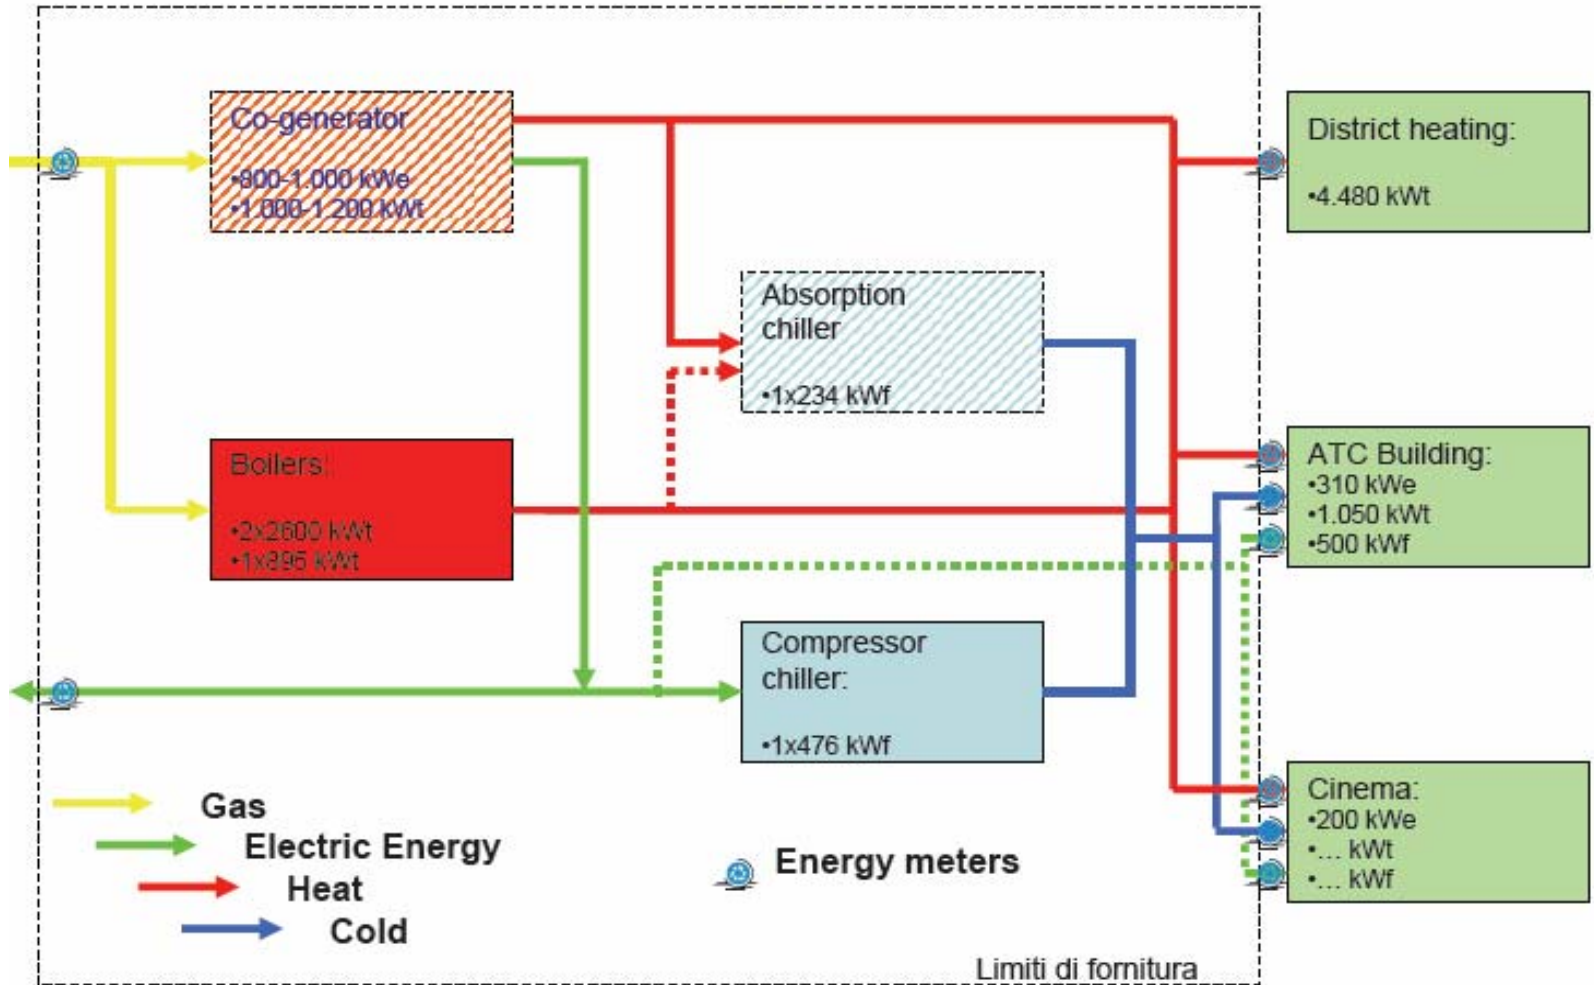 Co-generator
•800-1.000 kWe
•1.000-1.200 kWt
District heating:
•4.480 kWt
Absorption
chiller
•1x234 kWf
Boilers:
•2x2600 kWt
•1x895 kWt
ATC Building:
•310 kWe
•1.050 kWt
•500 kWf
Compressor
chiller:
•1x476 kWf
Cinema:
•200 kWe
•... kWt
•... kWf
Gas
Electric Energy
Heat
Cold
Energy meters
Limiti di fornitura